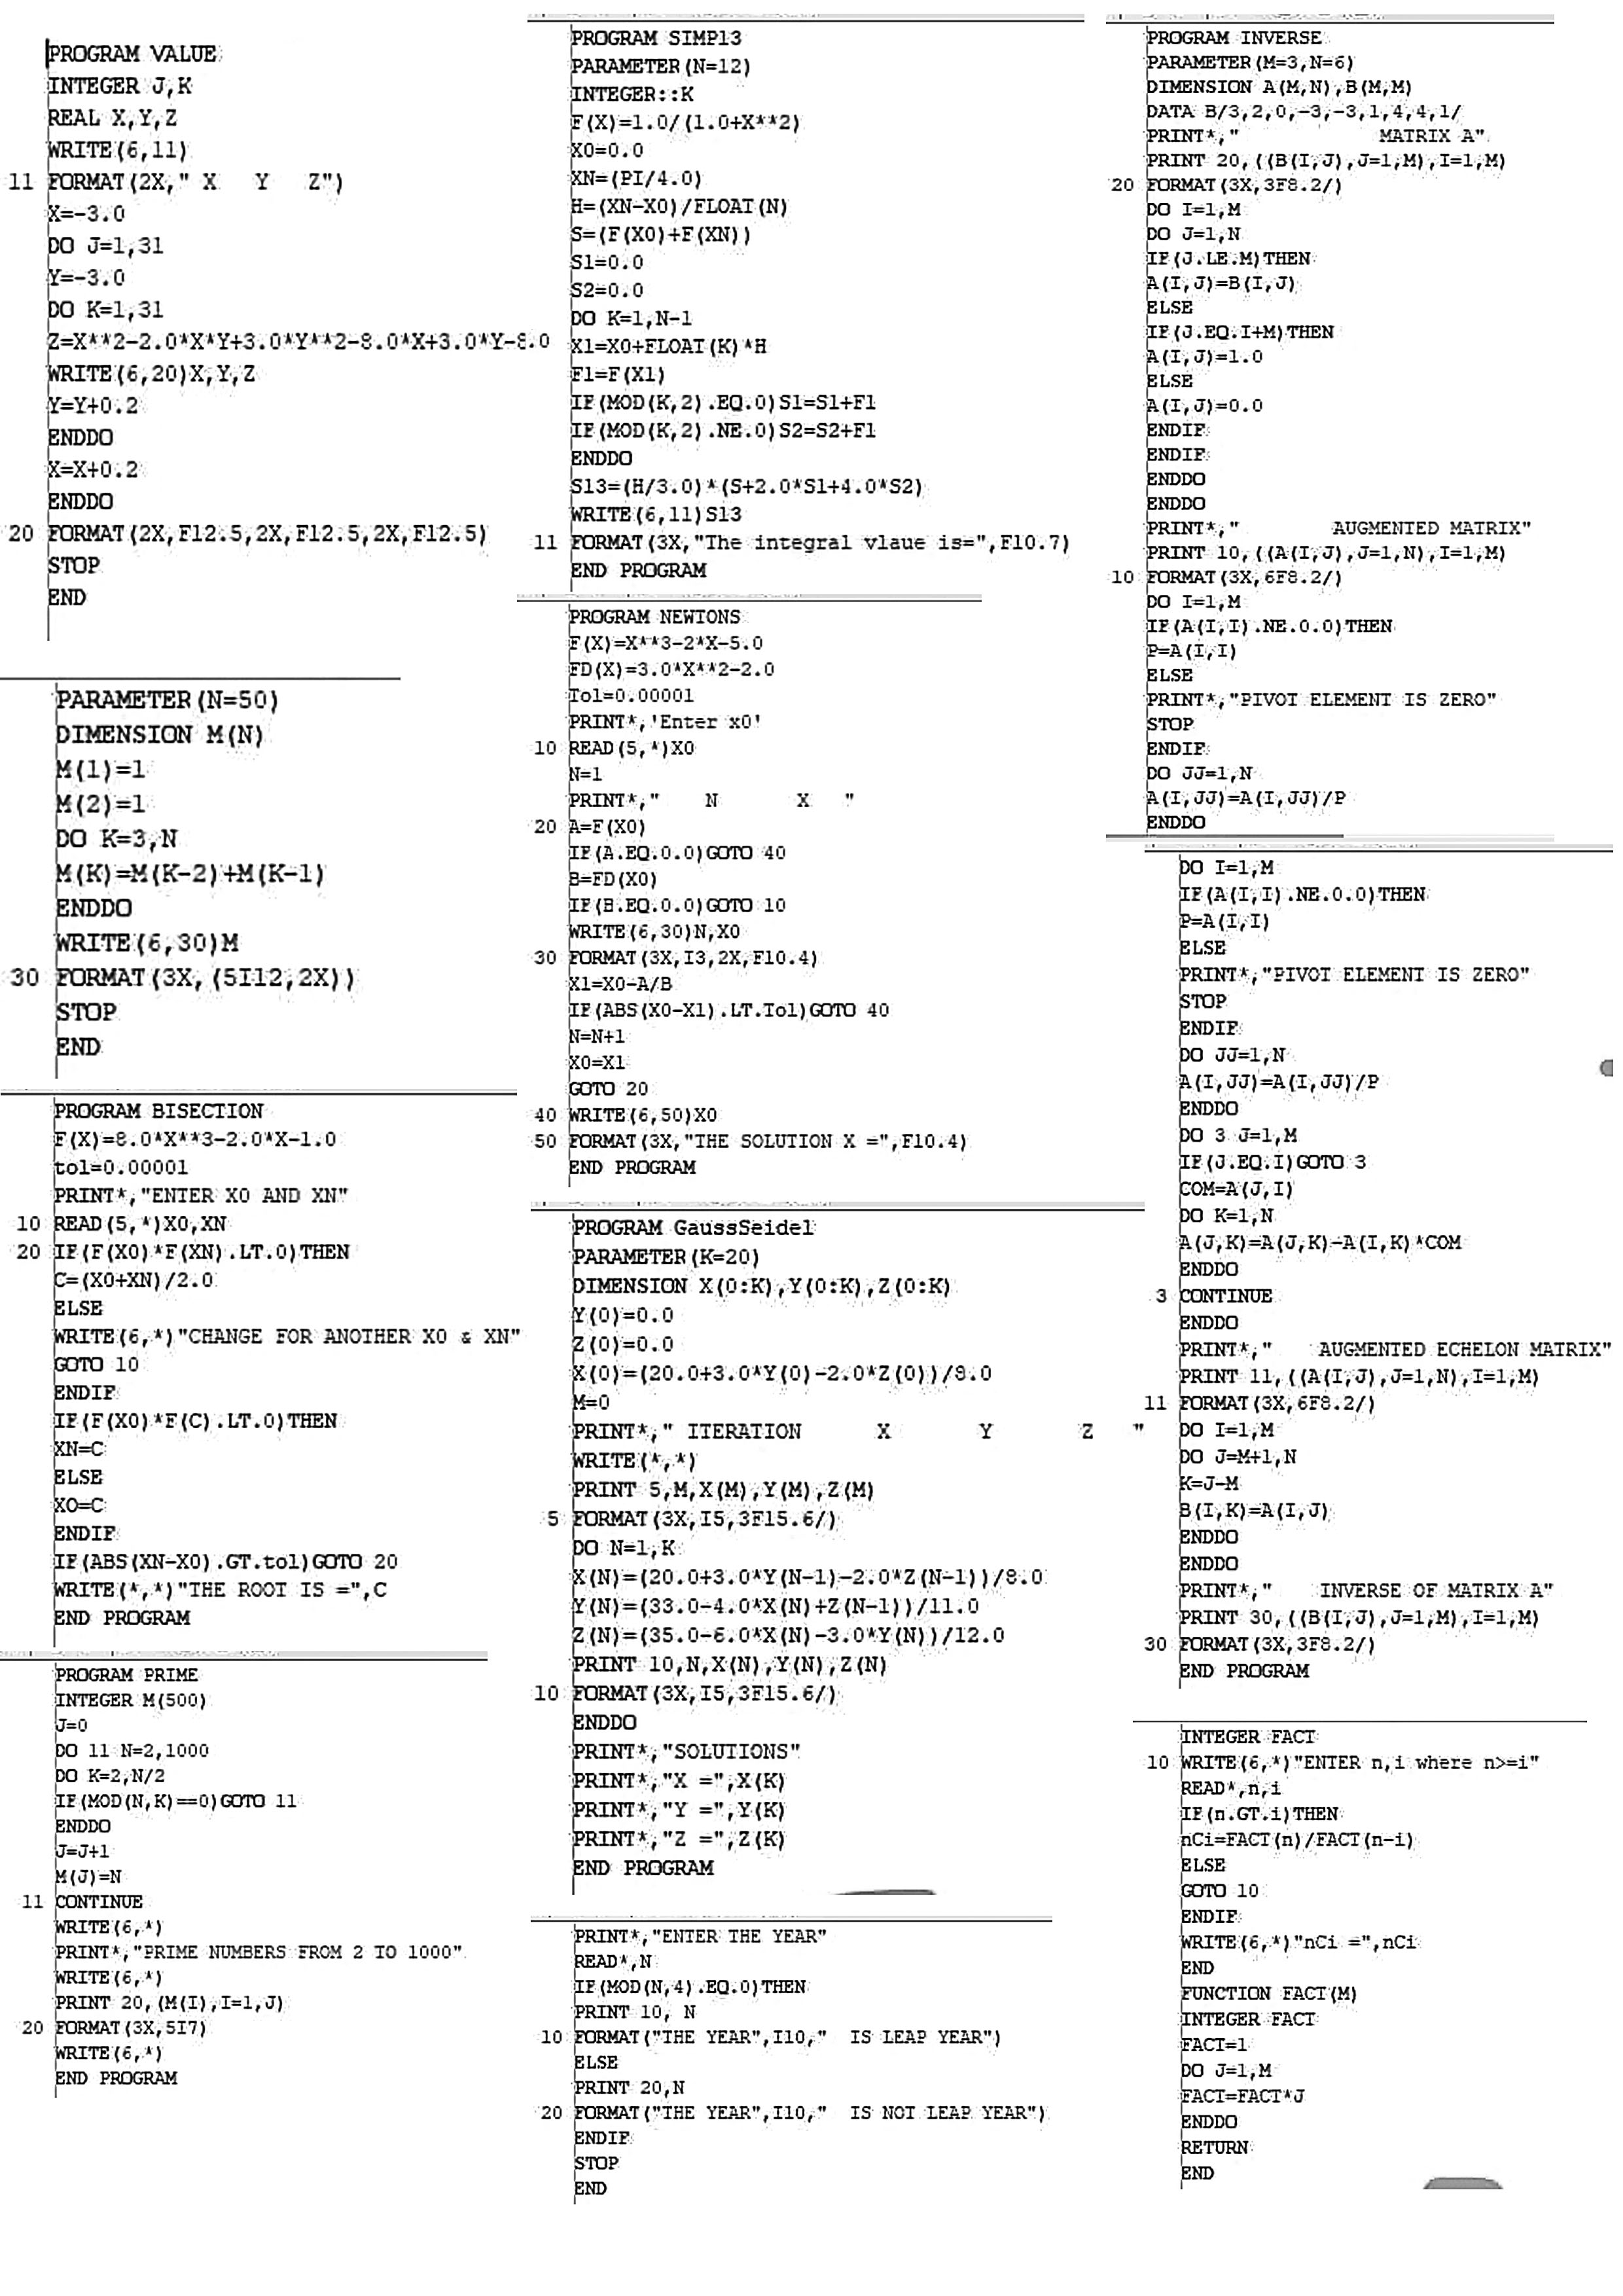 PROGRAM VALUE
INTEGER J,K
REAL X,Y,Z
WRITE(6,11)
11 FORMAT(2X," X   Y   Z")
X=-3.0
DO J=1,31
Y=-3.0
DO K=1,31
Z=X**2-2.0*X*Y+3.0*Y**2-8.0*X+3.0*Y-8.0
WRITE(6,20)X,Y,Z
Y=Y+0.2
ENDDO
X=X+0.2
ENDDO
20 FORMAT(2X,F12.5,2X,F12.5,2X,F12.5)
STOP
END
PARAMETER(N=50)
DIMENSION M(N)
M(1)=1
M(2)=1
DO K=3,N
M(K)=M(K-2)+M(K-1)
ENDDO
WRITE(6,30)M
30 FORMAT(3X,(5I12,2X))
STOP
END
PROGRAM BISECTION
F(X)=8.0*X**3-2.0*X-1.0
tol=0.00001
PRINT*,"ENTER X0 AND XN"
10 READ(5,*)X0,XN
20 IF(F(X0)*F(XN).LT.0)THEN
C=(X0+XN)/2.0
ELSE
WRITE(6,*)"CHANGE FOR ANOTHER X0 & XN"
GOTO 10
ENDIF
IF(F(X0)*F(C).LT.0)THEN
XN=C
ELSE
X0=C
ENDIF
IF(ABS(XN-X0).GT.tol)GOTO 20
WRITE(*,*)"THE ROOT IS =",C
END PROGRAM
PROGRAM PRIME
INTEGER M(500)
J=0
DO 11 N=2,1000
DO K=2,N/2
IF(MOD(N,K)==0)GOTO 11
ENDDO
J=J+1
M(J)=N
11 CONTINUE
WRITE(6,*)
PRINT*,"PRIME NUMBERS FROM 2 TO 1000"
WRITE(6,*)
PRINT 20,(M(I),I=1,J)
20 FORMAT(3X,5I7)
WRITE(6,*)
END PROGRAM
PROGRAM SIMP13
PARAMETER(N=12)
INTEGER::K
F(X)=1.0/(1.0+X**2)
X0=0.0
XN=(PI/4.0)
H=(XN-X0)/FLOAT(N)
S=(F(X0)+F(XN))
S1=0.0
S2=0.0
DO K=1,N-1
X1=X0+FLOAT(K)*H
F1=F(X1)
IF(MOD(K,2).EQ.0)S1=S1+F1
IF(MOD(K,2).NE.0)S2=S2+F1
ENDDO
S13=(H/3.0)*(S+2.0*S1+4.0*S2)
WRITE(6,11)S13
11 FORMAT(3X,"The integral vlaue is=",F10.7)
END PROGRAM
PROGRAM NEWTONS
F(X)=X**3-2*X-5.0
FD(X)=3.0*X**2-2.0
Tol=0.00001
PRINT*,'Enter x0'
10 READ(5,*)X0
N=1
PRINT*,"    N       X   "
20 A=F(X0)
IF(A.EQ.0.0)GOTO 40
B=FD(X0)
IF(B.EQ.0.0)GOTO 10
WRITE(6,30)N,X0
30 FORMAT(3X,I3,2X,F10.4)
X1=X0-A/B
IF(ABS(X0-X1).LT.Tol)GOTO 40
N=N+1
X0=X1
GOTO 20
40 WRITE(6,50)X0
50 FORMAT(3X,"THE SOLUTION X =",F10.4)
END PROGRAM
PROGRAM GaussSeidel
PARAMETER(K=20)
DIMENSION X(0:K),Y(0:K),Z(0:K)
Y(0)=0.0
Z(0)=0.0
X(0)=(20.0+3.0*Y(0)-2.0*Z(0))/8.0
M=0
PRINT*," ITERATION       X        Y        Z   "
WRITE(*,*)
PRINT 5,M,X(M),Y(M),Z(M)
5 FORMAT(3X,I5,3F15.6/)
DO N=1,K
X(N)=(20.0+3.0*Y(N-1)-2.0*Z(N-1))/8.0
Y(N)=(33.0-4.0*X(N)+Z(N-1))/11.0
Z(N)=(35.0-6.0*X(N)-3.0*Y(N))/12.0
PRINT 10,N,X(N),Y(N),Z(N)
10 FORMAT(3X,I5,3F15.6/)
ENDDO
PRINT*,"SOLUTIONS"
PRINT*,"X =",X(K)
PRINT*,"Y =",Y(K)
PRINT*,"Z =",Z(K)
END PROGRAM
PRINT*,"ENTER THE YEAR"
READ*,N
IF(MOD(N,4).EQ.0)THEN
PRINT 10, N
10 FORMAT("THE YEAR",I10,"  IS LEAP YEAR")
ELSE
PRINT 20,N
20 FORMAT("THE YEAR",I10,"  IS NOT LEAP YEAR")
ENDIF
STOP
END
PROGRAM INVERSE
PARAMETER(M=3,N=6)
DIMENSION A(M,N),B(M,M)
DATA B/3,2,0,-3,-3,1,4,4,1/
PRINT*,"            MATRIX A"
PRINT 20,((B(I,J),J=1,M),I=1,M)
20 FORMAT(3X,3F8.2/)
DO I=1,M
DO J=1,N
IF(J.LE.M)THEN
A(I,J)=B(I,J)
ELSE
IF(J.EQ.I+M)THEN
A(I,J)=1.0
ELSE
A(I,J)=0.0
ENDIF
ENDIF
ENDDO
ENDDO
PRINT*,"        AUGMENTED MATRIX"
PRINT 10,((A(I,J),J=1,N),I=1,M)
10 FORMAT(3X,6F8.2/)
DO I=1,M
IF(A(I,I).NE.0.0)THEN
P=A(I,I)
ELSE
PRINT*,"PIVOT ELEMENT IS ZERO"
STOP
ENDIF
DO JJ=1,N
A(I,JJ)=A(I,JJ)/P
ENDDO
DO I=1,M
IF(A(I,I).NE.0.0)THEN
P=A(I,I)
ELSE
PRINT*,"PIVOT ELEMENT IS ZERO"
STOP
ENDIF
DO JJ=1,N
A(I,JJ)=A(I,JJ)/P
ENDDO
DO 3 J=1,M
IF(J.EQ.I)GOTO 3
COM=A(J,I)
DO K=1,N
A(J,K)=A(J,K)-A(I,K)*COM
ENDDO
3 CONTINUE
ENDDO
PRINT*,"    AUGMENTED ECHELON MATRIX"
PRINT 11,((A(I,J),J=1,N),I=1,M)
11 FORMAT(3X,6F8.2/)
DO I=1,M
DO J=M+1,N
K=J-M
B(I,K)=A(I,J)
ENDDO
ENDDO
PRINT*,"    INVERSE OF MATRIX A"
PRINT 30,((B(I,J),J=1,M),I=1,M)
30 FORMAT(3X,3F8.2/)
END PROGRAM
INTEGER FACT
10 WRITE(6,*)"ENTER n,i where n>=i"
READ*,n,i
IF(n.GT.i)THEN
nCi=FACT(n)/FACT(n-i)
ELSE
GOTO 10
ENDIF
WRITE(6,*)"nCi =",nCi
END
FUNCTION FACT(M)
INTEGER FACT
FACT=1
DO J=1,M
FACT=FACT*J
ENDDO
RETURN
END